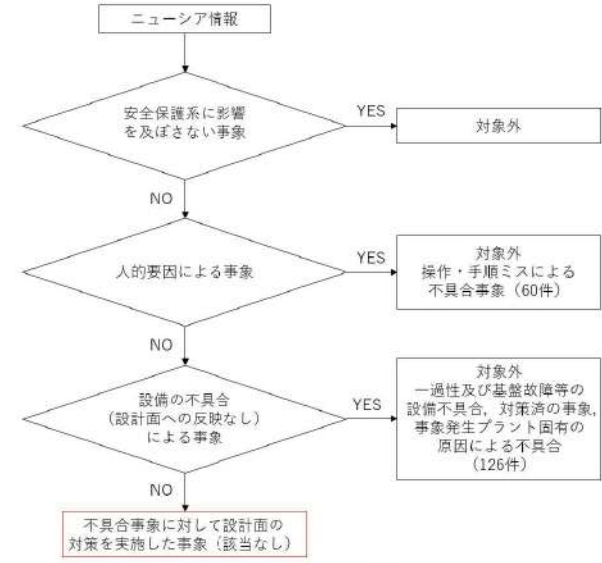 ニューシア情報
安全保護系に影響
を及ぼさない事象
YES
対象外
NO
人的要因による事象
YES
対象外
操作・手順ミスによる
不具合事象（60件）
NO
設備の不具合
（設計面への反映なし）
による事象
YES
対象外
一過性及び基盤故障等の
設備不具合，対策済の事象，
事象発生プラント固有の
原因による不具合
（126件）
NO
不具合事象に対して設計面の
対策を実施した事象（該当なし）